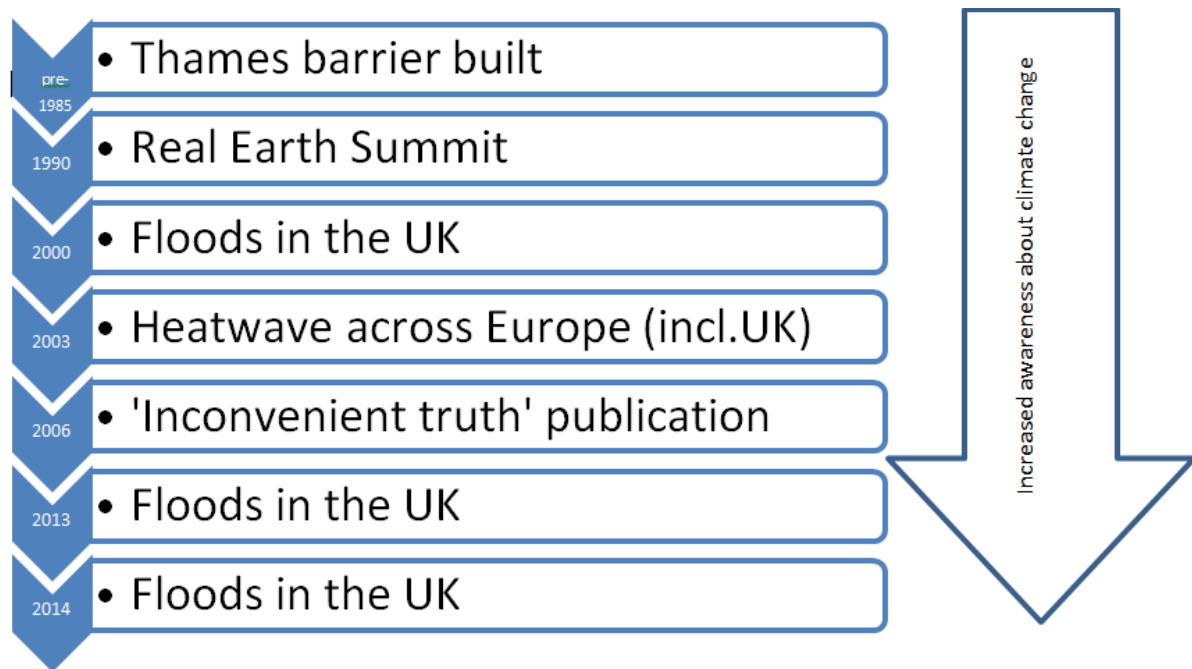 pre-
1985
• Thames barrier built
1990
• Real Earth Summit
2000
• Floods in the UK
2003
• Heatwave across Europe (incl.UK)
2006
• 'Inconvenient truth' publication
2013
• Floods in the UK
2014
• Floods in the UK
Increased awareness about climate change